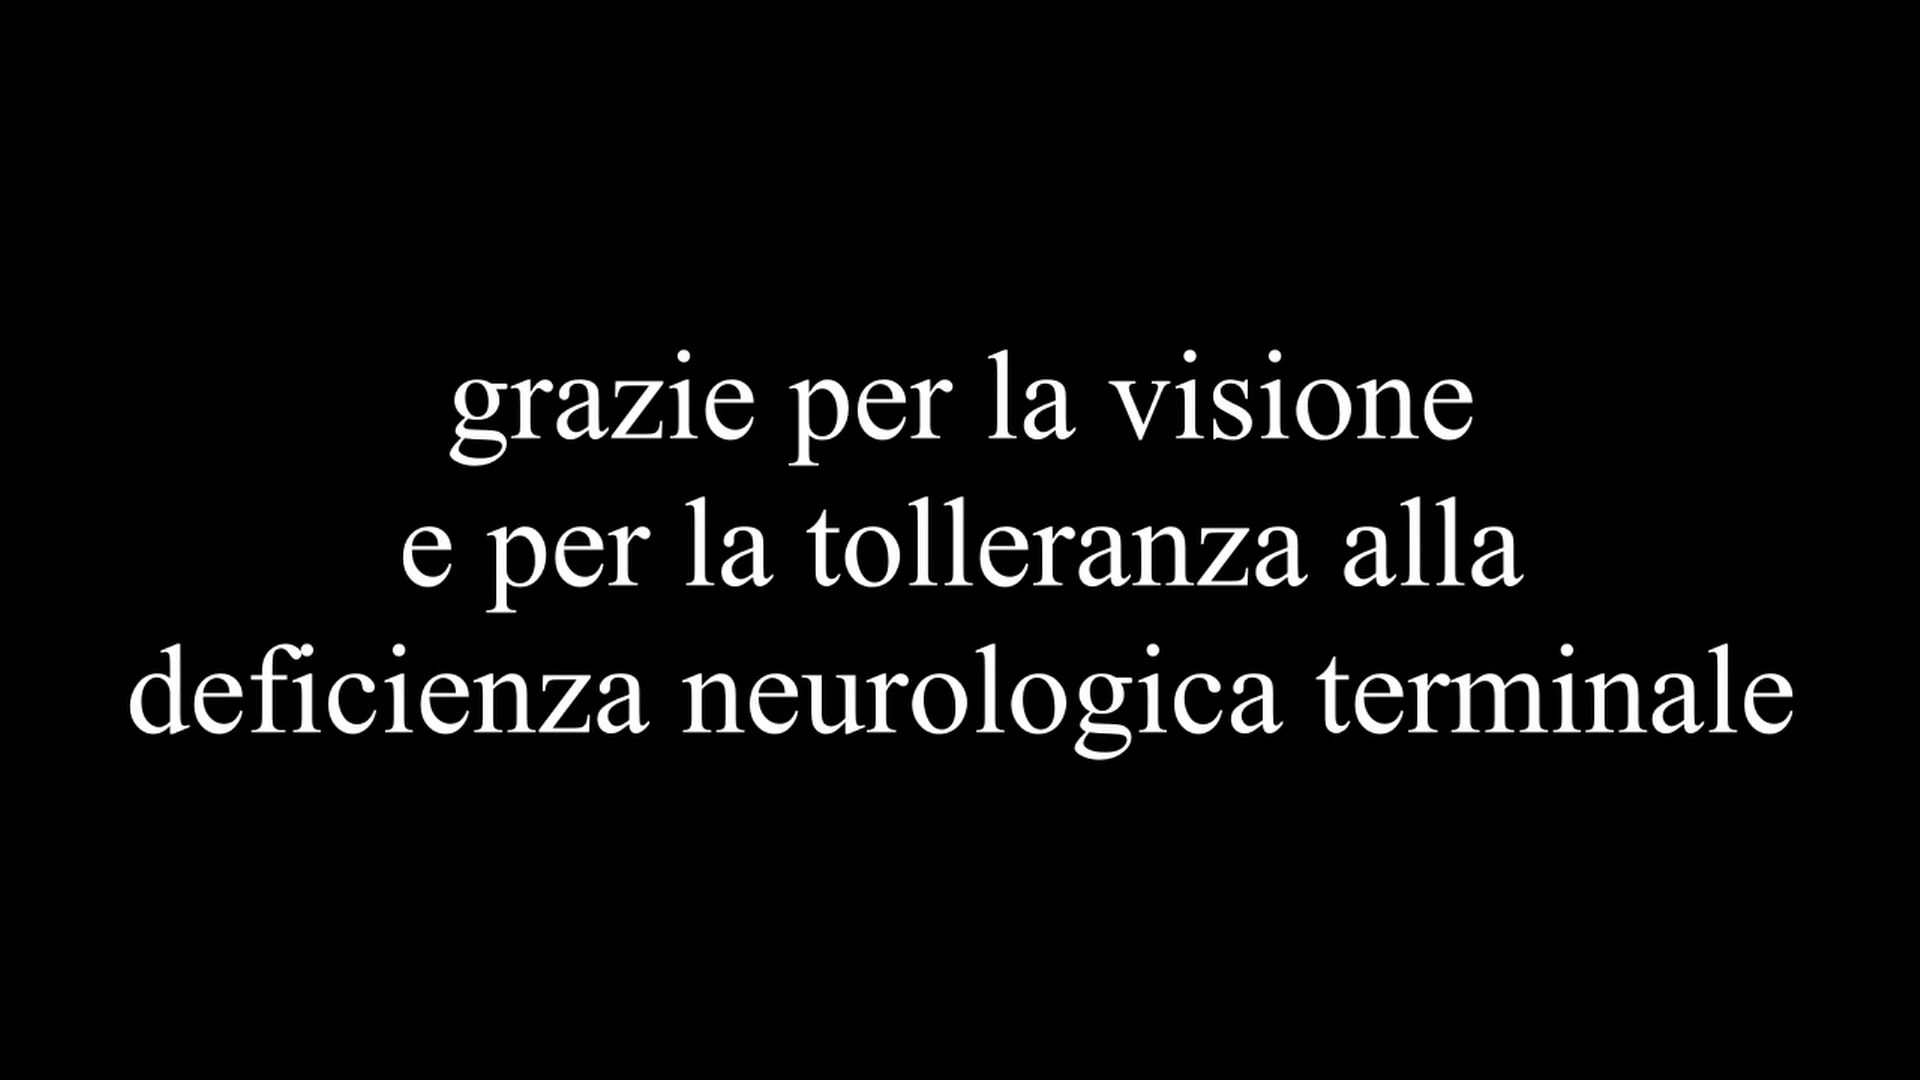 grazie per la visione
e per la tolleranza alla
deficienza neurologica terminale